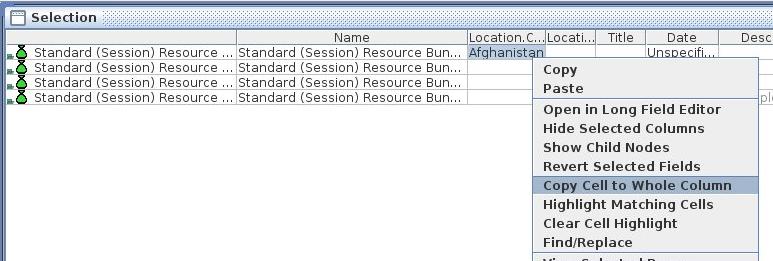 Selection
Name Location.C... Locati... Title Date Desc
Standard (Session) Resource ... Standard (Session) Resource Bun... Afghanistan Unspecifi...
Standard (Session) Resource ... Standard (Session) Resource Bun...
Standard (Session) Resource ... Standard (Session) Resource Bun...
Standard (Session) Resource ... Standard (Session) Resource Bun...
Copy
Paste
Open in Long Field Editor
Hide Selected Columns
Show Child Nodes
Revert Selected Fields
Copy Cell to Whole Column
Highlight Matching Cells
Clear Cell Highlight
Find/Replace